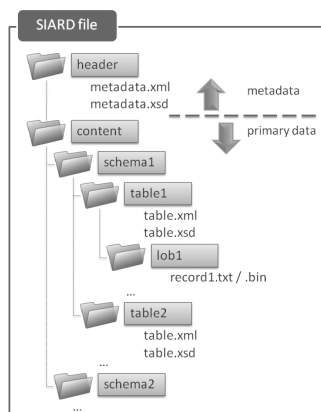 SIARD file
header
metadata.xml
metadata.xsd
metadata
primary data
content
schema1
table1
table.xml
table.xsd
lob1
record1.txt / .bin
...
table2
table.xml
table.xsd
...
schema2
...